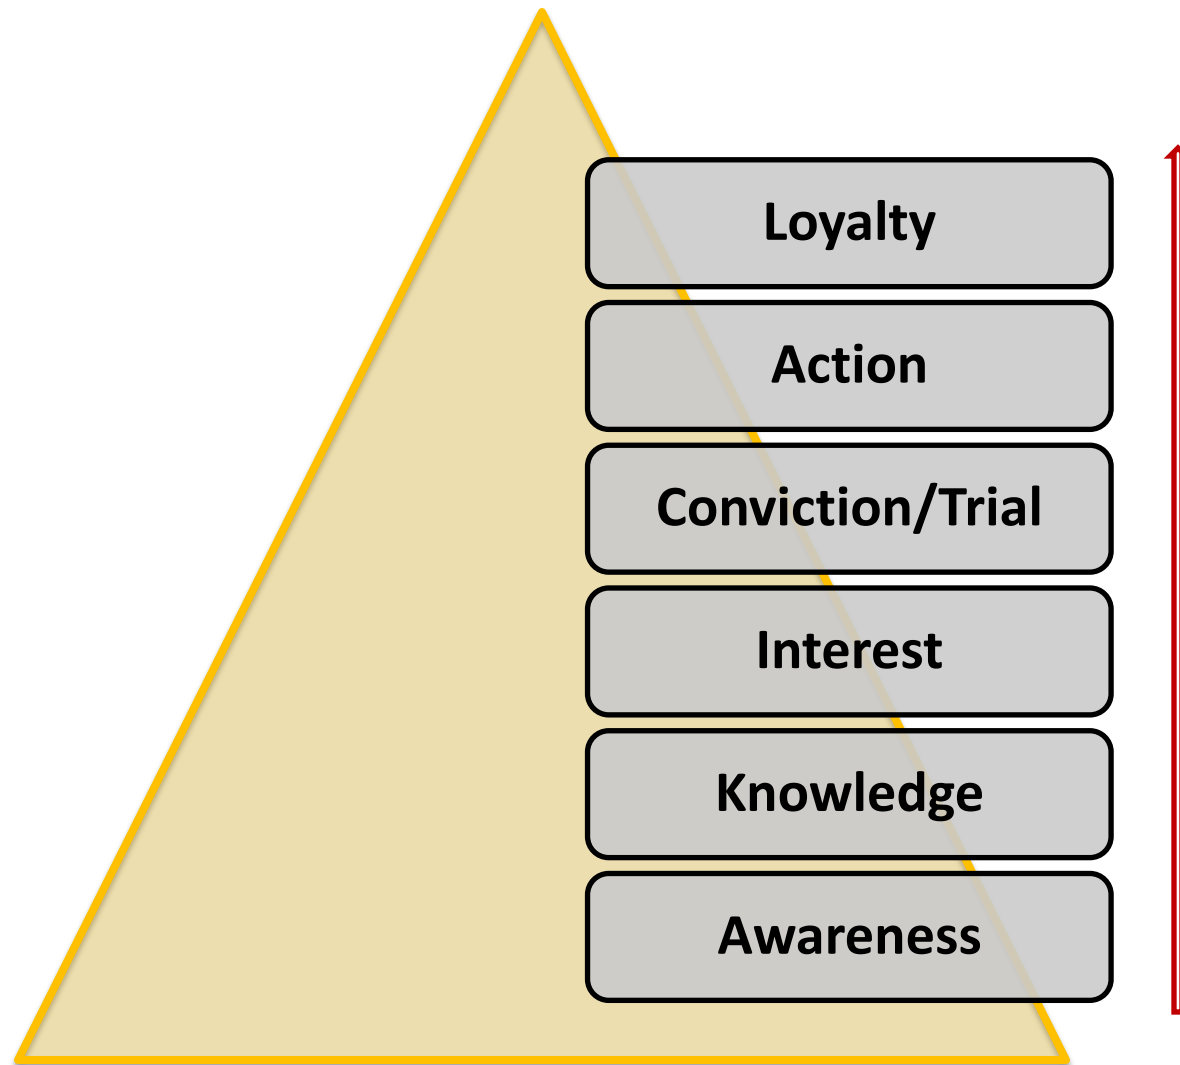 Loyalty
Action
Conviction/Trial
Interest
Knowledge
Awareness